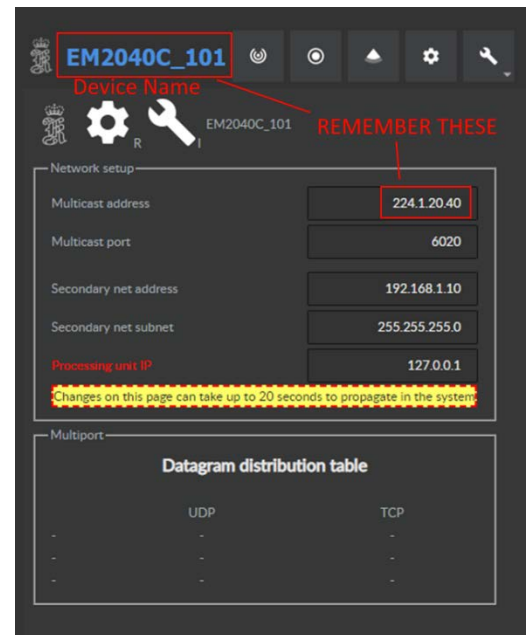 EM2040C_101
Device Name
R
I
EM2040C_101
REMEMBER THESE
Network setup
Multicast address
224.1.20.40
Multicast port
6020
Secondary net address
192.168.1.10
Secondary net subnet
255.255.255.0
Processing unit IP
127.0.0.1
Changes on this page can take up to 20 seconds to propagate in the system
Multiport
Datagram distribution table
UDP
TCP
- - -
- - -
- - -